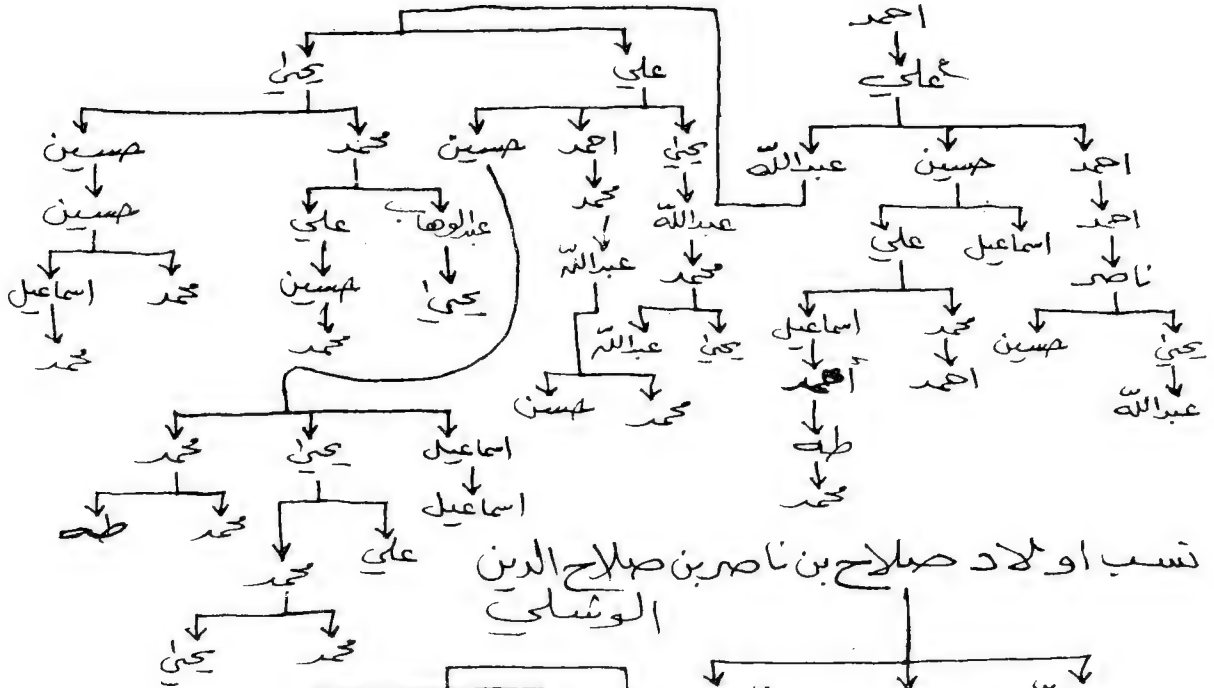 احمد
علي
علي
يحيى
احمد
حسين
عبدالله
يحيى
احمد
حسين
محمد
حسين
احمد
عبدالله
محمد
عبدالوهاب
علي
حسين
ناصر
اسماعيل
علي
محمد
عبدالله
يحيى
حسين
محمد
اسماعيل
يحيى
حسين
محمد
اسماعيل
يحيى
عبدالله
محمد
محمد
عبدالله
احمد
احمد
محمد
حسن
طه
محمد
اسماعيل
يحيى
محمد
اسماعيل
محمد
طه
علي
محمد
محمد
يحيى
نسب اولاد صلاح بن ناصر بن صلاح الدين
الوشلي